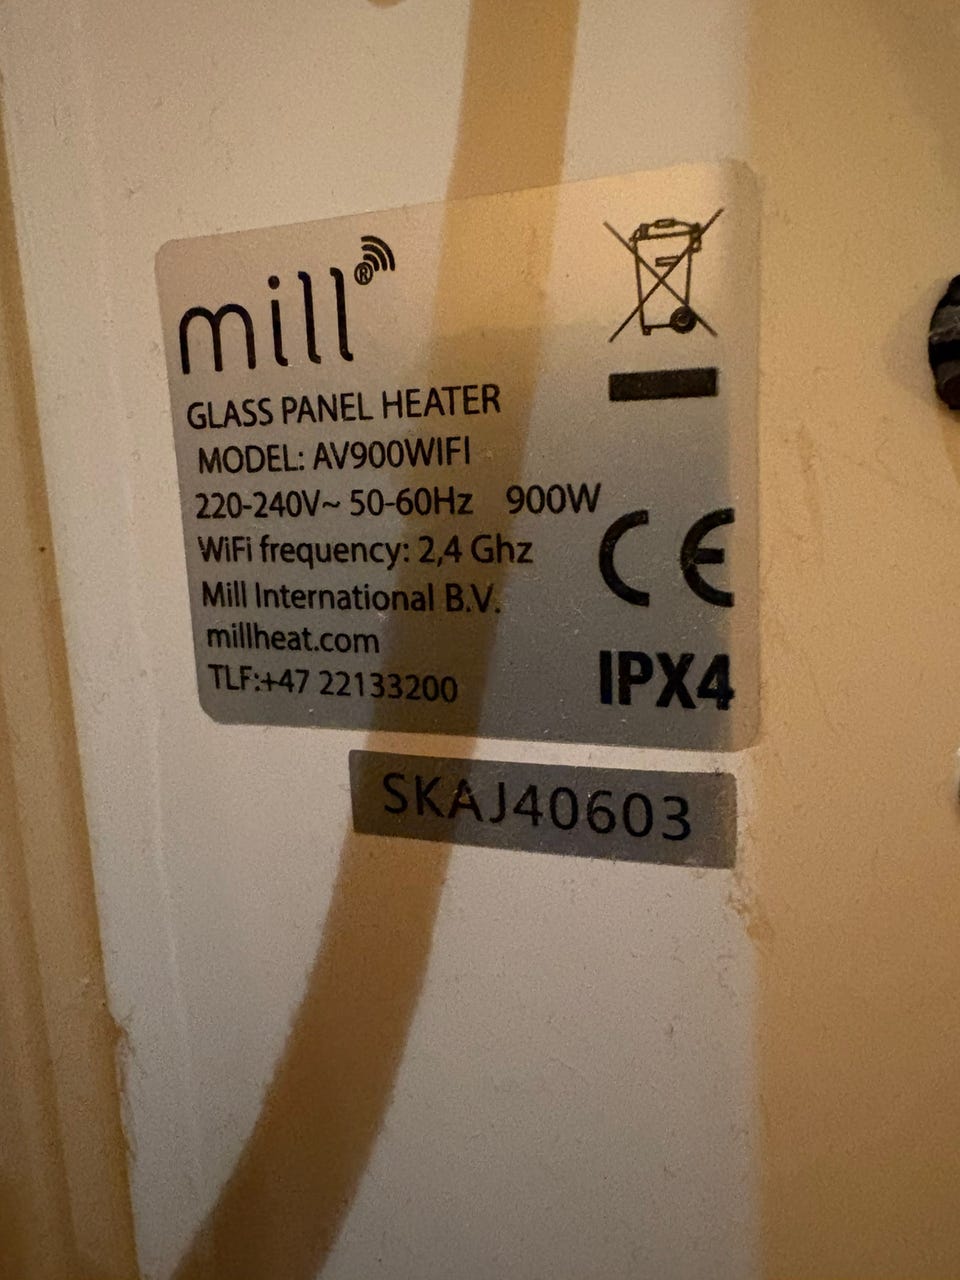 mill®
GLASS PANEL HEATER
MODEL: AV900WIFI
220-240V~ 50-60Hz 900W
WiFi frequency: 2,4 Ghz
Mill International B.V.
millheat.com
TLF:+47 22133200
CE
IPX4
SKAJ40603